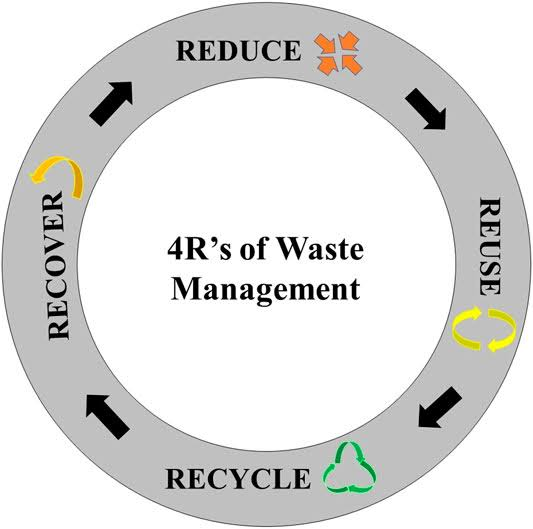 REDUCE
REUSE
RECYCLE
RECOVER
4R’s of Waste
Management